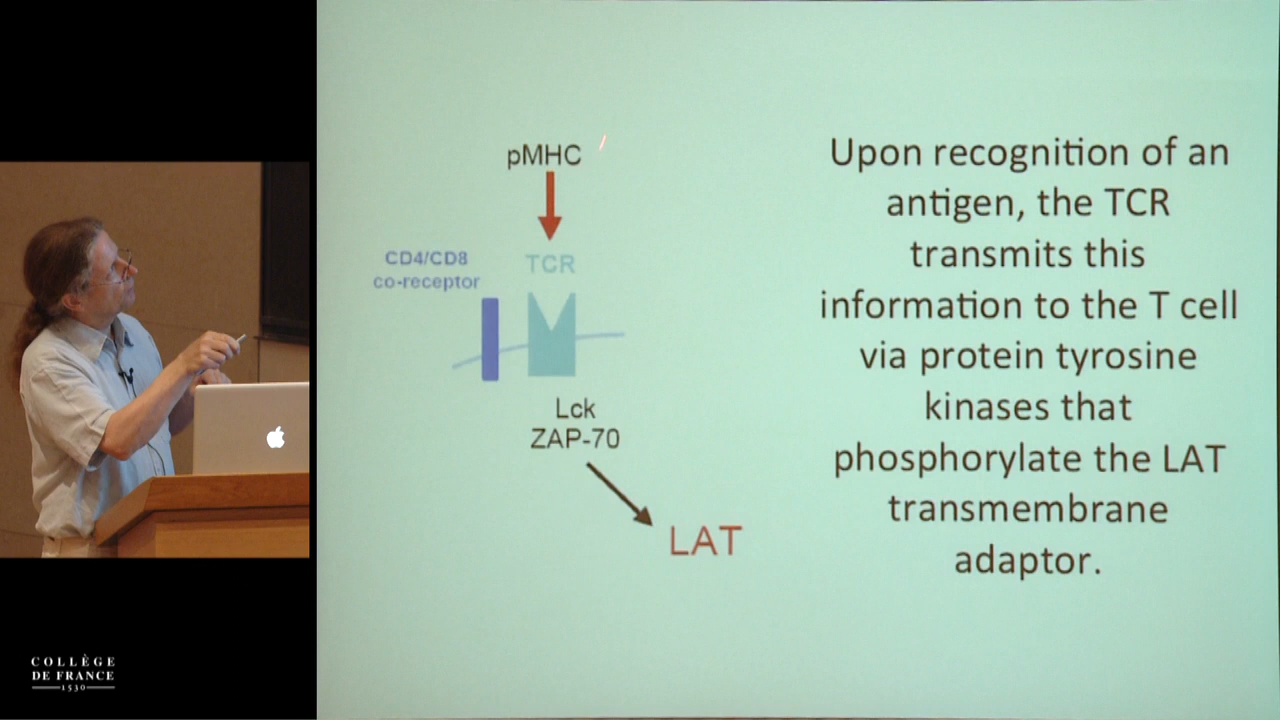 pMHC
CD4/CD8
co-receptor
TCR
Lck
ZAP-70
LAT
Upon recognition of an
antigen, the TCR
transmits this
information to the T cell
via protein tyrosine
kinases that
phosphorylate the LAT
transmembrane
adaptor.
COLLÈGE
DE FRANCE
1530